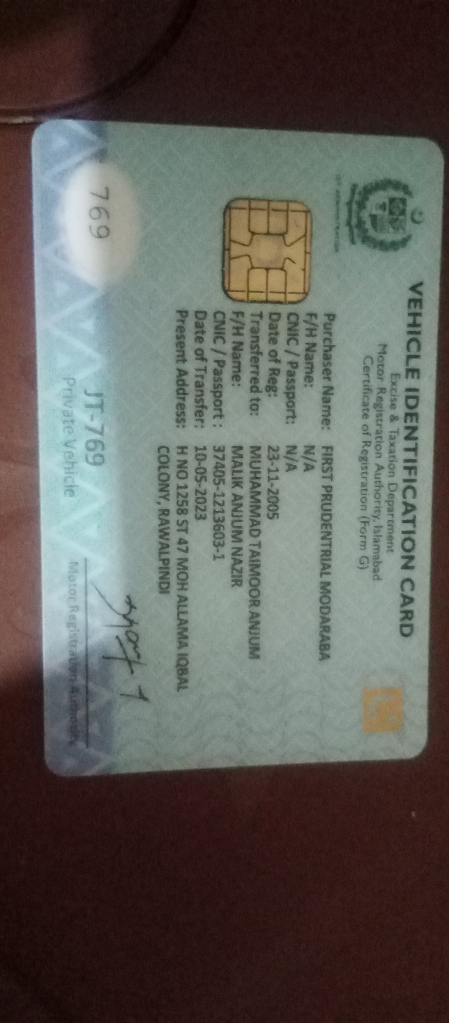 VEHICLE IDENTIFICATION CARD
Excise & Taxation Department
Motor Registration Authority, Islamabad
Certificate of Registration (Form G)
Purchaser Name: FIRST PRUDENTRIAL MODARABA
F/H Name: N/A
CNIC / Passport: N/A
Date of Reg: 23-11-2005
Transferred to: MUHAMMAD TAIMOOR ANJUM
F/H Name: MALIK ANJUM NAZIR
CNIC / Passport : 37405-1213603-1
Date of Transfer: 10-05-2023
Present Address: H NO 1258 ST 47 MOH ALLAMA IQBAL
COLONY, RAWALPINDI
769
JT-769
Private Vehicle
Motor Registration Authority